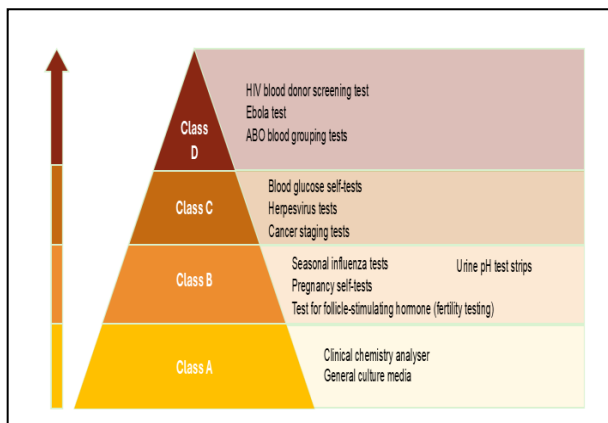 Class
D
HIV blood donor screening test
Ebola test
ABO blood grouping tests
Class C
Blood glucose self-tests
Herpesvirus tests
Cancer staging tests
Class B
Seasonal influenza tests
Urine pH test strips
Pregnancy self-tests
Test for follicle-stimulating hormone (fertility testing)
Class A
Clinical chemistry analyser
General culture media